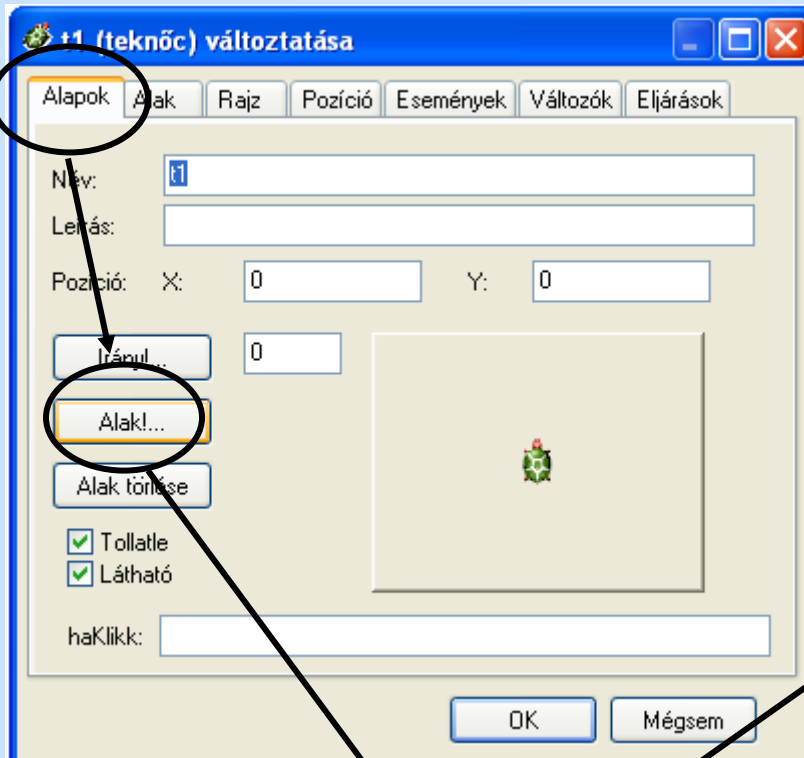 t1 (teknőc) változtatása
Alapok Alak Rajz Pozíció Események Változók Eljárások
Név: t1
Leírás:
Pozíció: X: 0 Y: 0
Irány!... 0
Alak!...
Alak törlése
Tollatle
Látható
haKlikk:
OK Mégsem